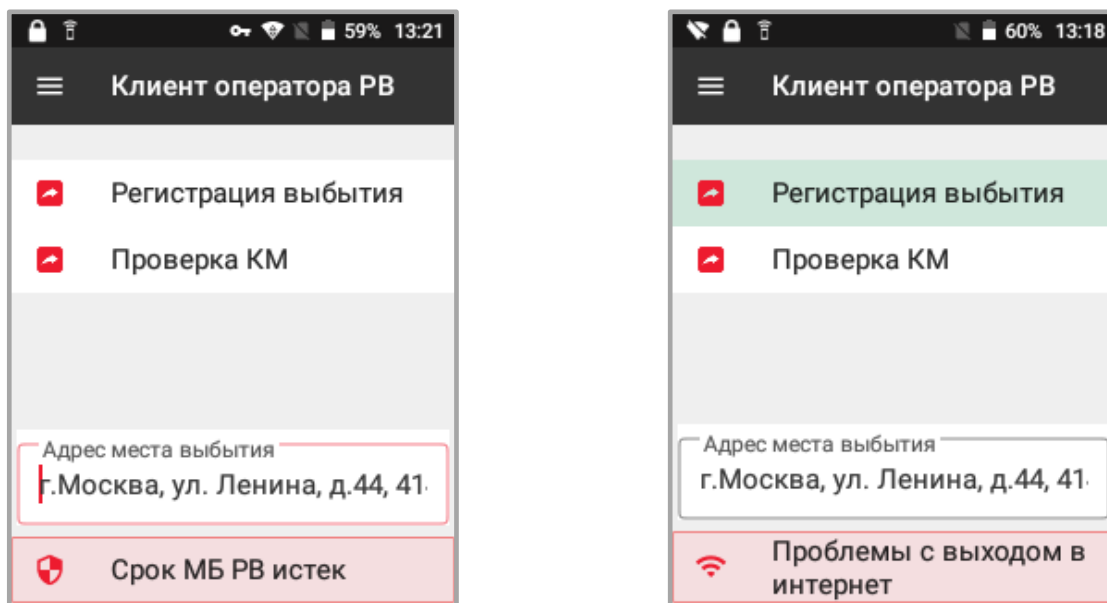 59% 13:21
Клиент оператора РВ
Регистрация выбытия
Проверка КМ
Адрес места выбытия
г.Москва, ул. Ленина, д.44, 41
Срок МБ РВ истек
60% 13:18
Клиент оператора РВ
Регистрация выбытия
Проверка КМ
Адрес места выбытия
г.Москва, ул. Ленина, д.44, 41
Проблемы с выходом в
интернет